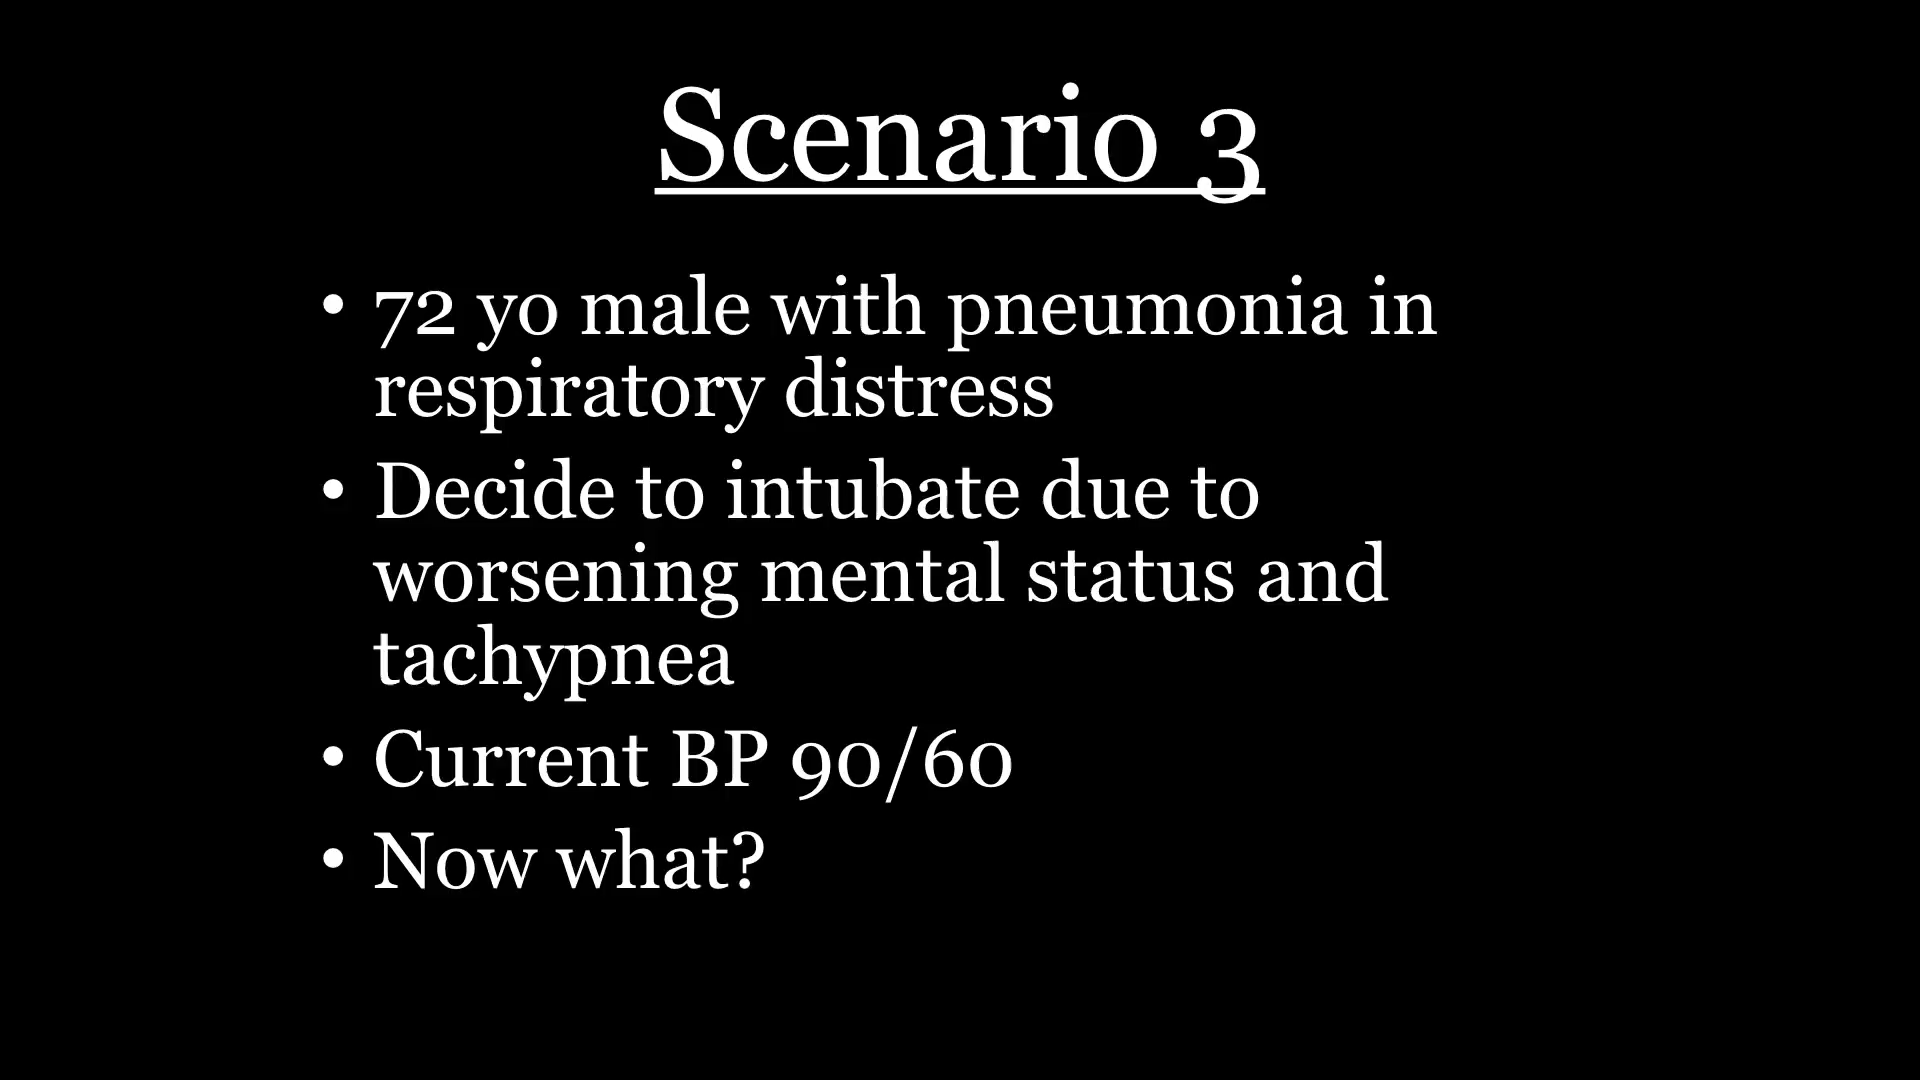 Scenario 3
• 72 yo male with pneumonia in
respiratory distress
• Decide to intubate due to
worsening mental status and
tachypnea
• Current BP 90/60
• Now what?